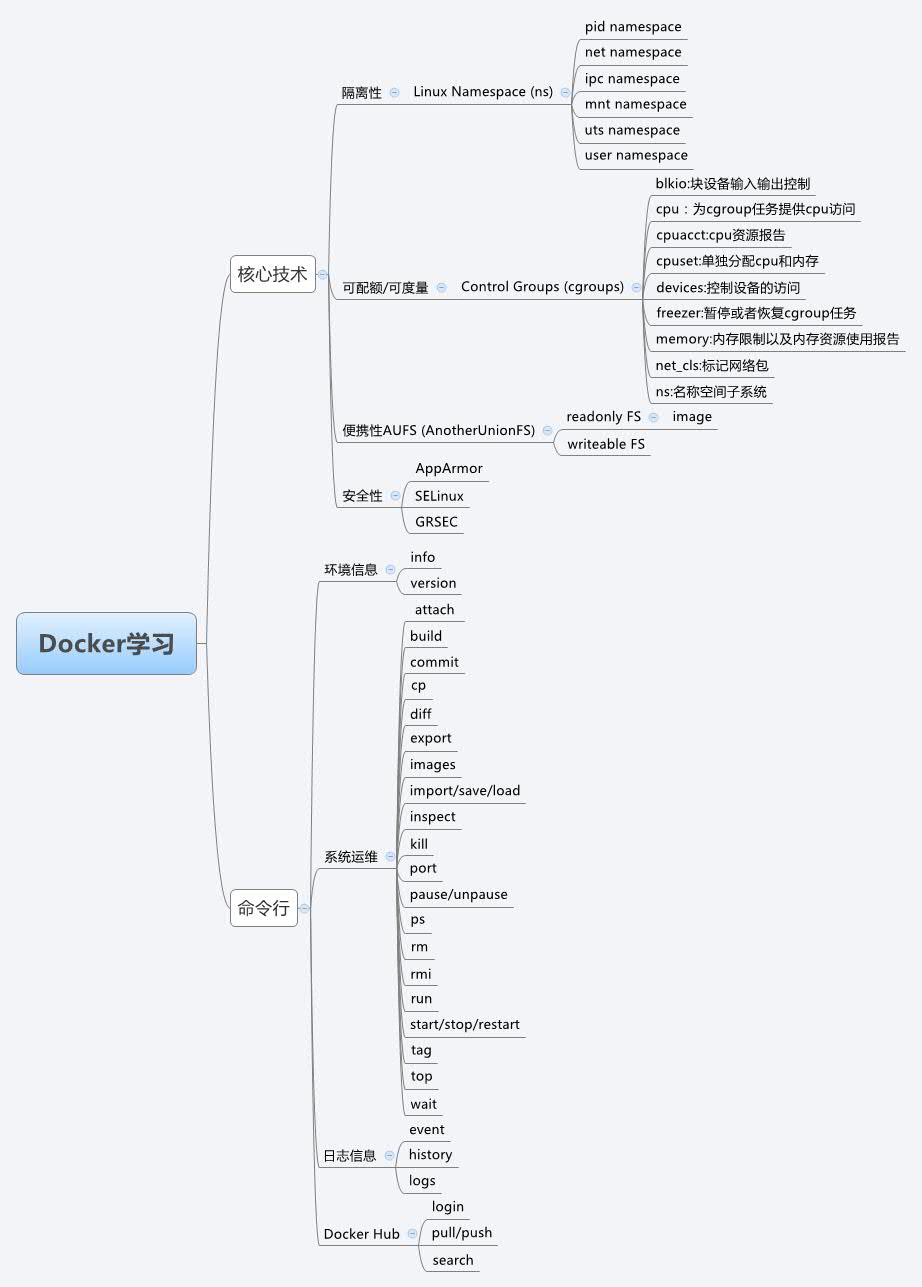 Docker学习
核心技术
隔离性
Linux Namespace (ns)
pid namespace
net namespace
ipc namespace
mnt namespace
uts namespace
user namespace
可配额/可度量
Control Groups (cgroups)
blkio:块设备输入输出控制
cpu：为cgroup任务提供cpu访问
cpuacct:cpu资源报告
cpuset:单独分配cpu和内存
devices:控制设备的访问
freezer:暂停或者恢复cgroup任务
memory:内存限制以及内存资源使用报告
net_cls:标记网络包
ns:名称空间子系统
便携性AUFS (AnotherUnionFS)
readonly FS
image
writeable FS
安全性
AppArmor
SELinux
GRSEC
命令行
环境信息
info
version
系统运维
attach
build
commit
cp
diff
export
images
import/save/load
inspect
kill
port
pause/unpause
ps
rm
rmi
run
start/stop/restart
tag
top
wait
日志信息
event
history
logs
Docker Hub
login
pull/push
search